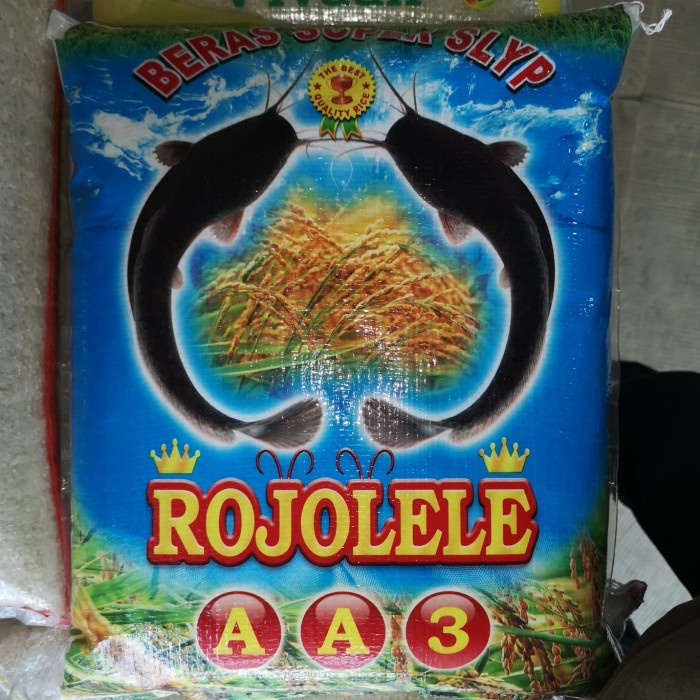 BERAS SUPER SLYP
THE BEST
QUALITY RICE
ROJOLELE
A A 3